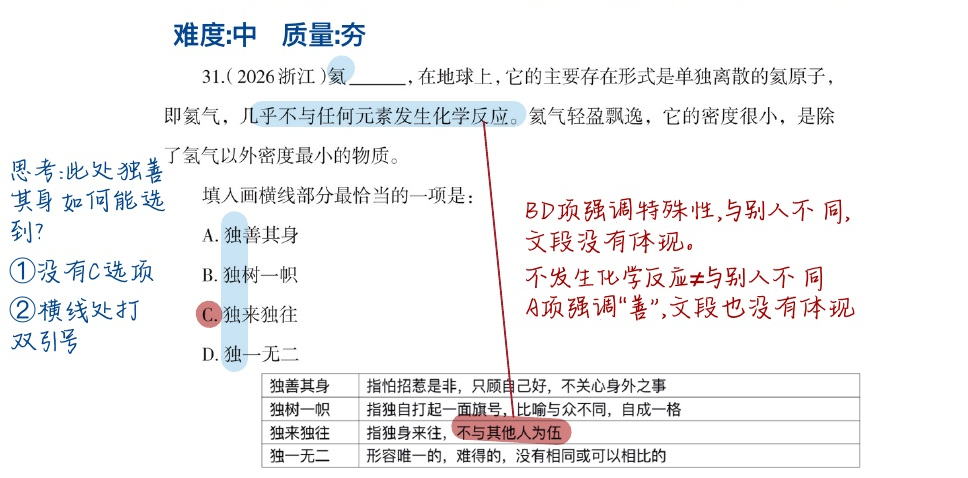 难度:中 质量:夯
31.(2026浙江)氦______,在地球上,它的主要存在形式是单独离散的氦原子,
即氦气,几乎不与任何元素发生化学反应。氦气轻盈飘逸,它的密度很小,是除
了氢气以外密度最小的物质。
填入画横线部分最恰当的一项是:
A. 独善其身
B. 独树一帜
C. 独来独往
D. 独一无二
思考:此处独善
其身如何能选
到?
①没有C选项
②横线处打
双引号
BD项强调特殊性,与别人不同,
文段没有体现。
不发生化学反应≠与别人不同
A项强调“善”,文段也没有体现
独善其身 指怕招惹是非,只顾自己好,不关心身外之事
独树一帜 指独自打起一面旗号,比喻与众不同,自成一格
独来独往 指独身来往,不与其他人为伍
独一无二 形容唯一的,难得的,没有相同或可以相比的